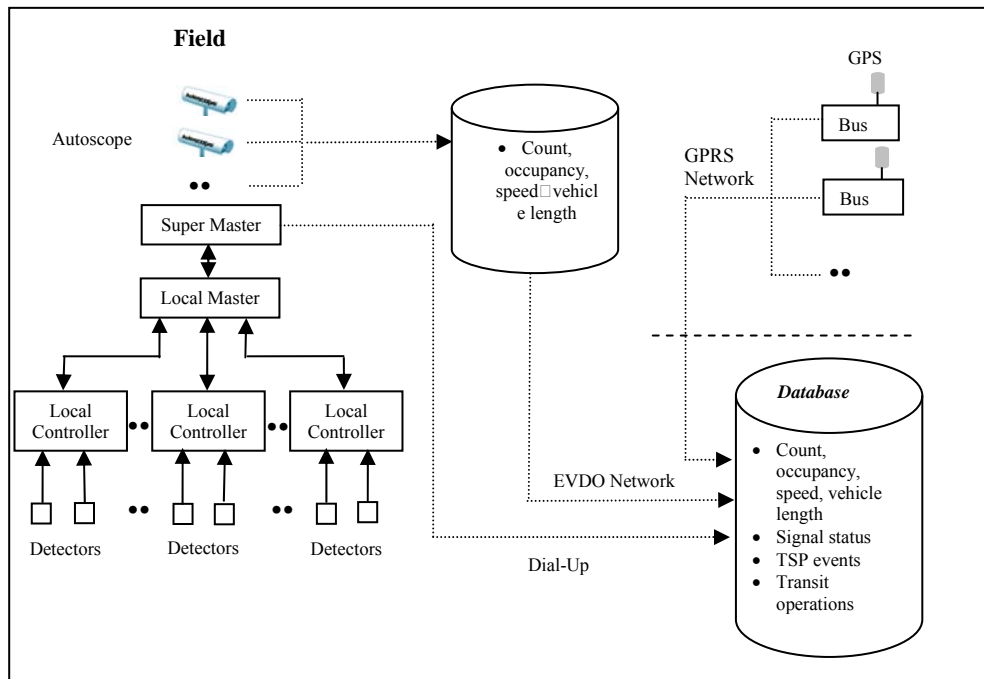 Field
GPS
Autoscope
Bus
GPRS
Network
Bus
• Count,
occupancy,
speed□vehicl
e length
Super Master
Local Master
Local
Controller
Local
Controller
Local
Controller
Detectors
Detectors
Detectors
EVDO Network
Dial-Up
Database
• Count,
occupancy,
speed, vehicle
length
• Signal status
• TSP events
• Transit
operations